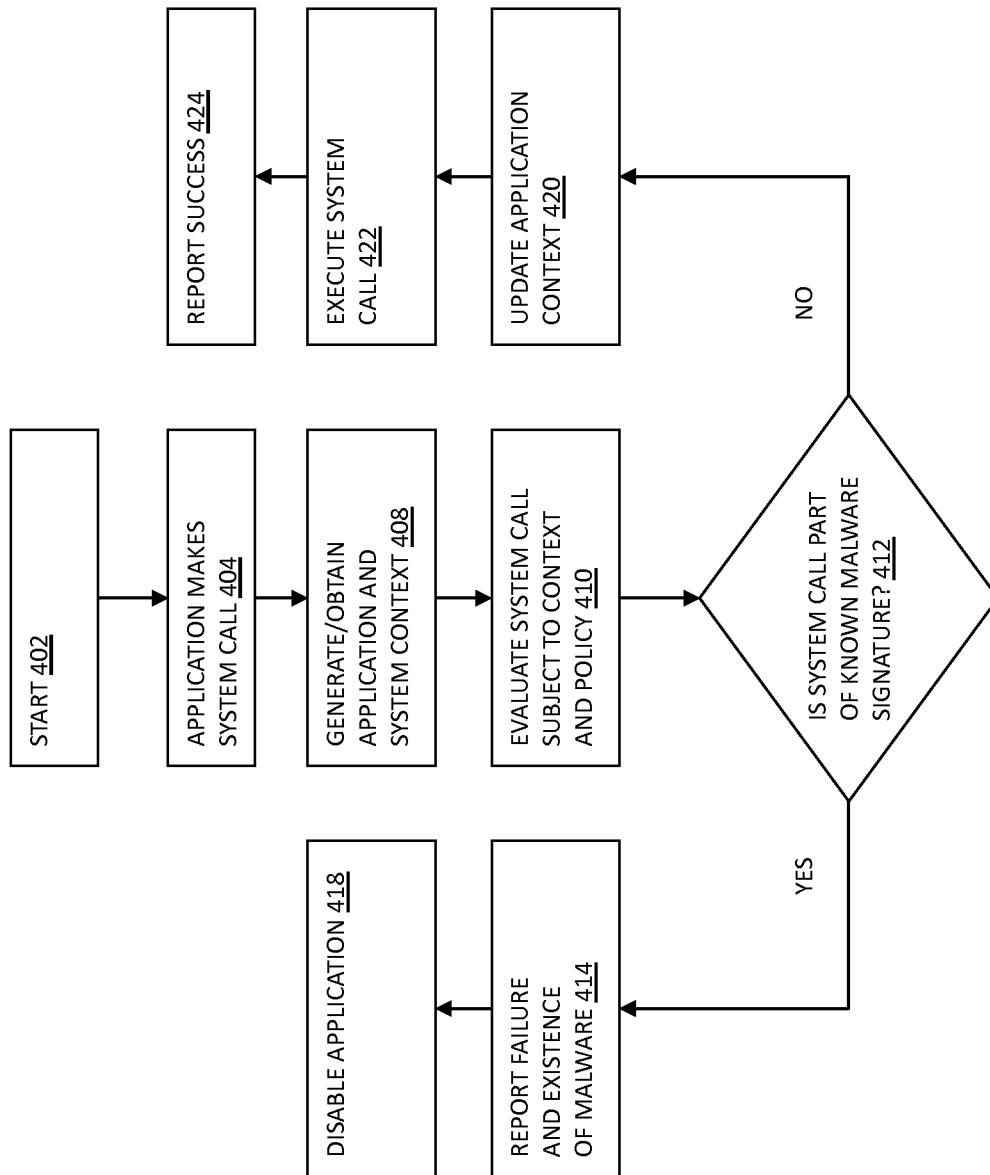 START 402
APPLICATION MAKES
SYSTEM CALL 404
GENERATE/OBTAIN
APPLICATION AND
SYSTEM CONTEXT 408
EVALUATE SYSTEM CALL
SUBJECT TO CONTEXT
AND POLICY 410
IS SYSTEM CALL PART
OF KNOWN MALWARE
SIGNATURE? 412
YES
REPORT FAILURE
AND EXISTENCE
OF MALWARE 414
DISABLE APPLICATION 418
NO
UPDATE APPLICATION
CONTEXT 420
EXECUTE SYSTEM
CALL 422
REPORT SUCCESS 424